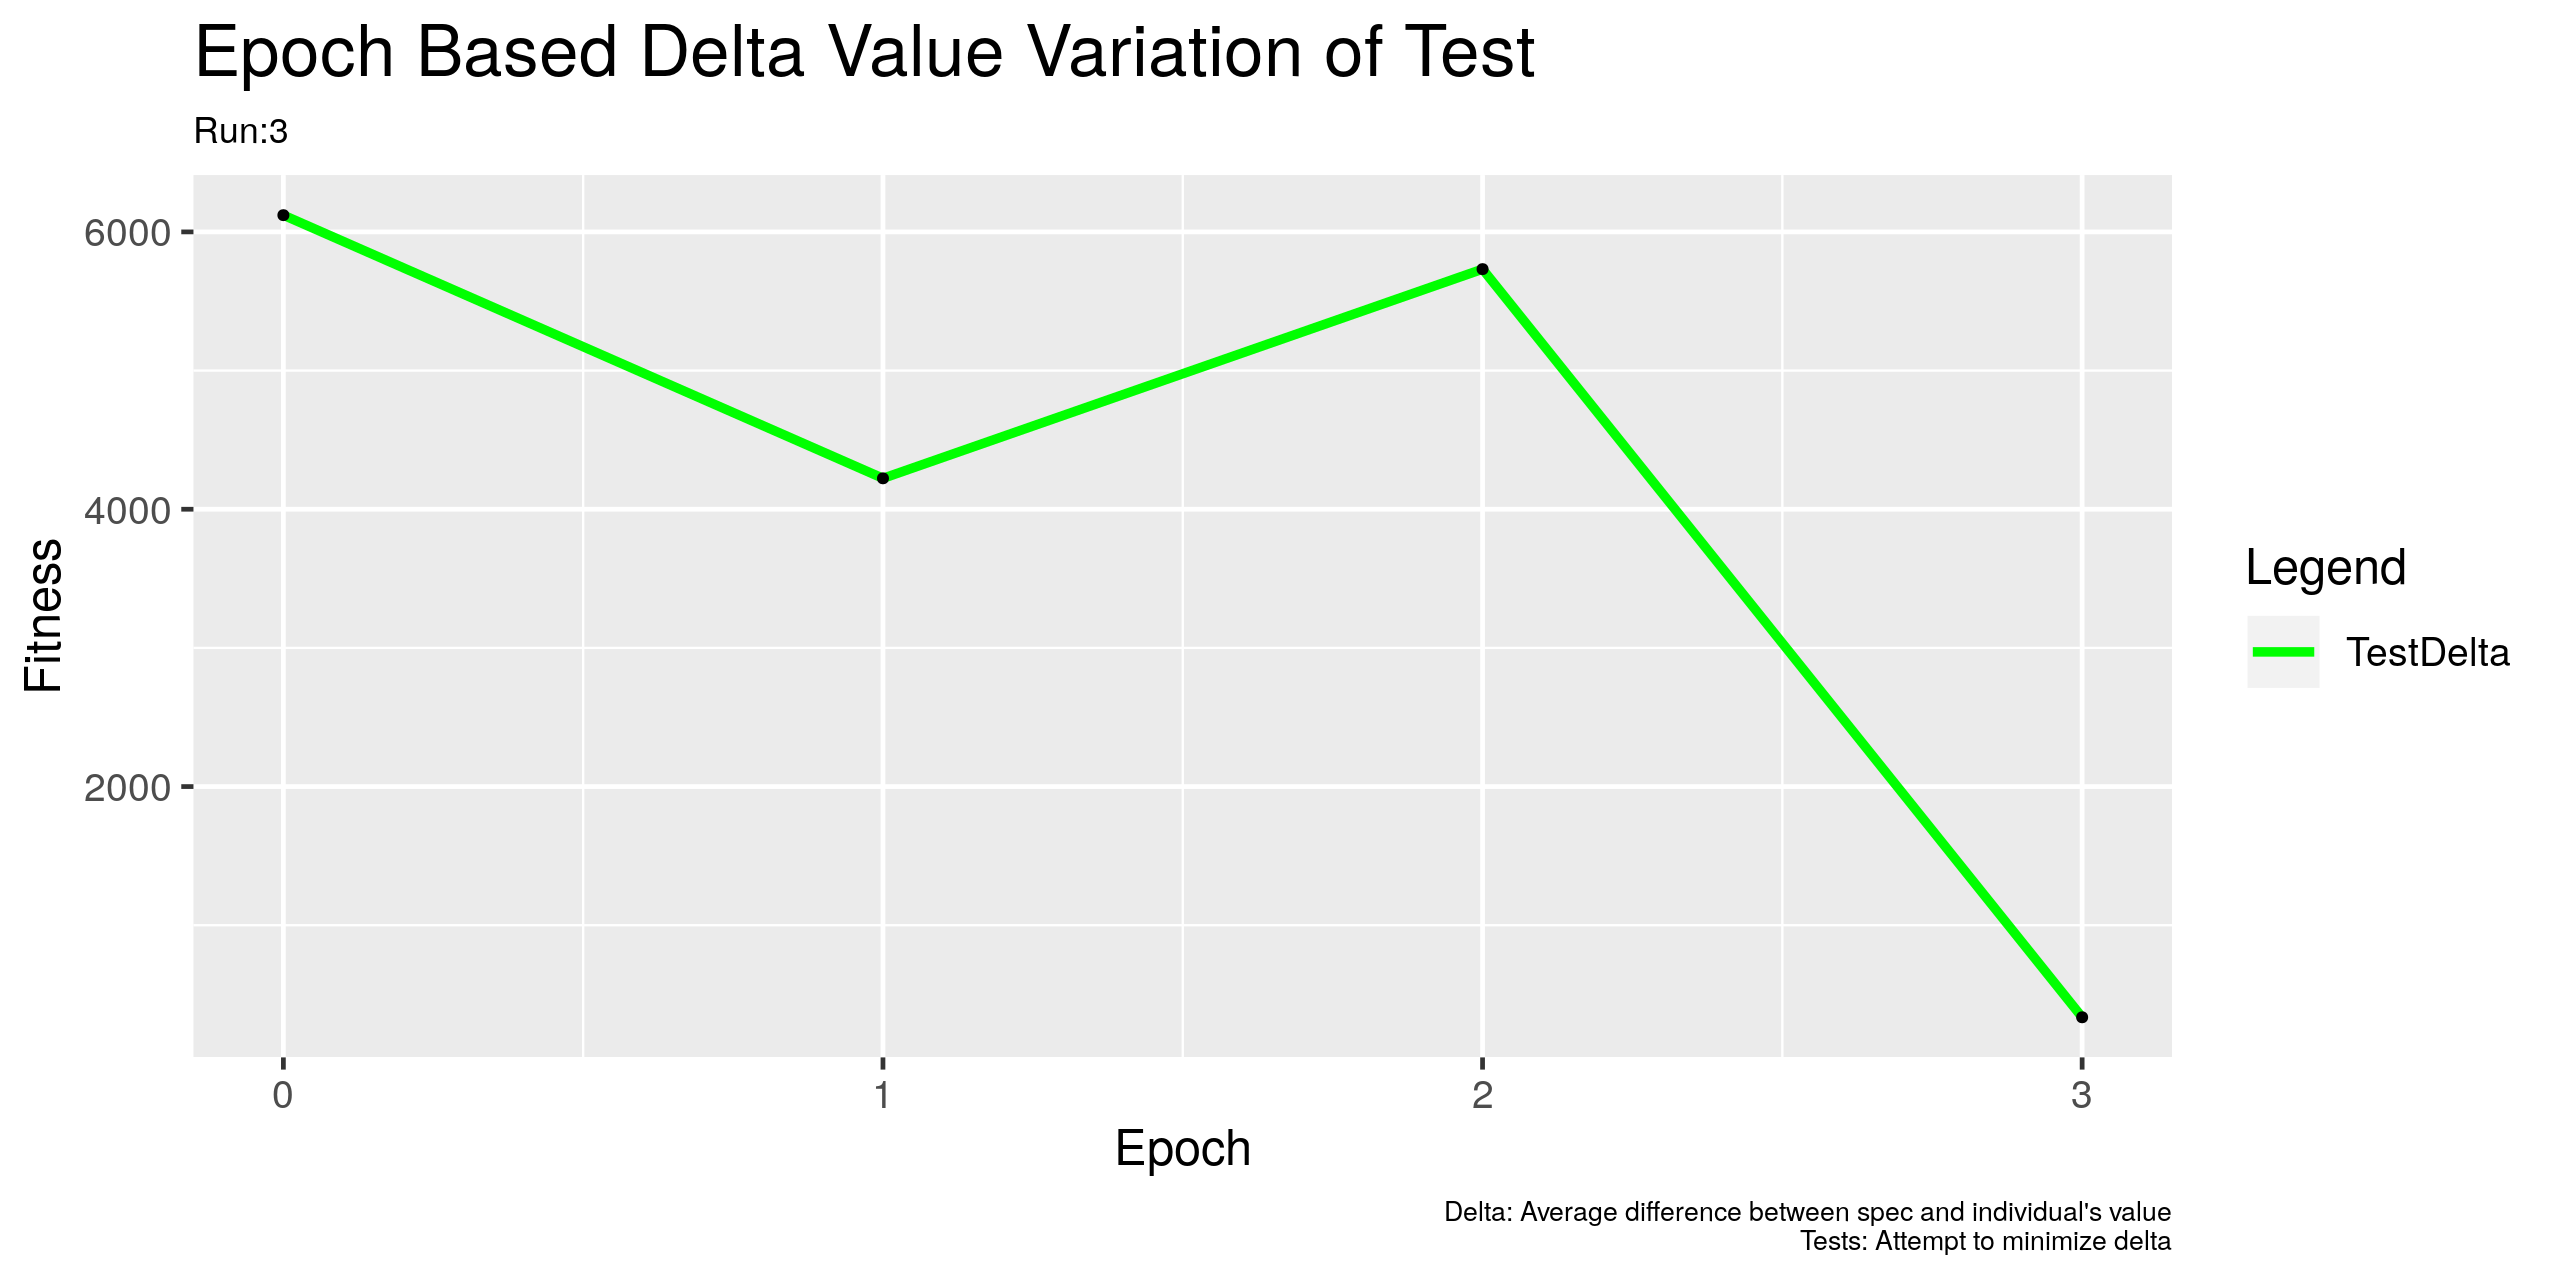 Epoch Based Delta Value Variation of Test
Run:3
6000
4000
2000
Fitness
0
1
2
3
Epoch
Legend
TestDelta
Delta: Average difference between spec and individual's value
Tests: Attempt to minimize delta